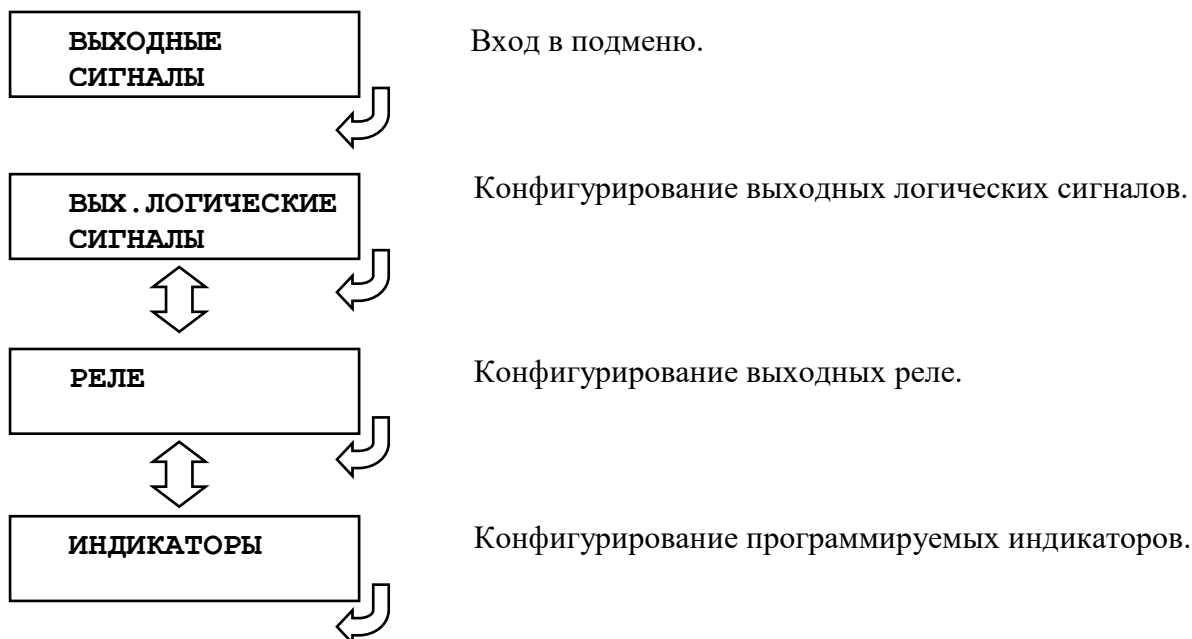 ВЫХОДНЫЕ
СИГНАЛЫ
Вход в подменю.
ВЫХ.ЛОГИЧЕСКИЕ
СИГНАЛЫ
Конфигурирование выходных логических сигналов.
РЕЛЕ
Конфигурирование выходных реле.
ИНДИКАТОРЫ
Конфигурирование программируемых индикаторов.